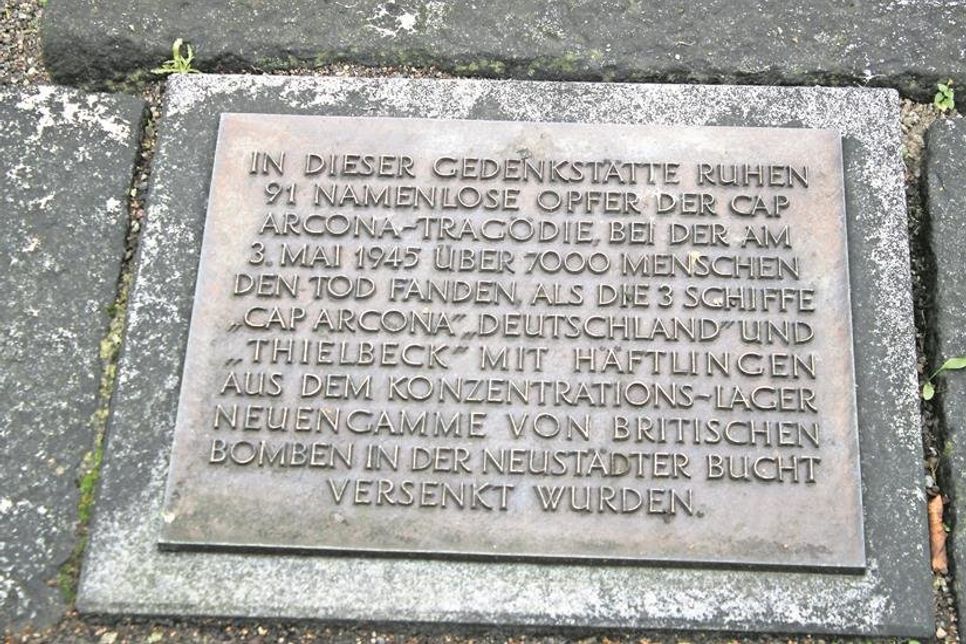 IN DIESER GEDENKSTÄTTE RUHEN
91 NAMENLOSE OPFER DER CAP
ARCONA-TRAGÖDIE, BEI DER AM
3. MAI 1945 ÜBER 7000 MENSCHEN
DEN TOD FANDEN, ALS DIE 3 SCHIFFE
„CAP ARCONA”, „DEUTSCHLAND” UND
„THIELBECK” MIT HÄFTLINGEN
AUS DEM KONZENTRATIONS-LAGER
NEUENGAMME VON BRITISCHEN
BOMBEN IN DER NEUSTÄDTER BUCHT
VERSENKT WURDEN.